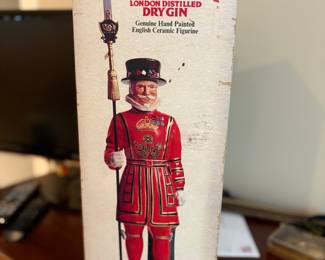 LONDON DISTILLED
DRY GIN
Genuine Hand Painted
English Ceramic Figurine